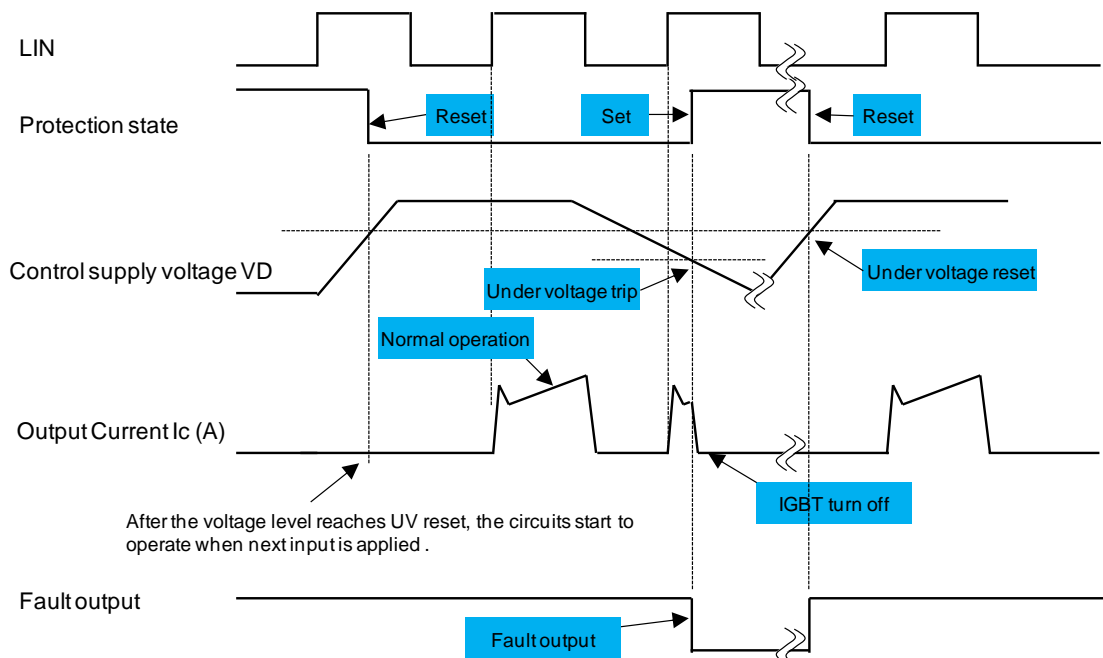 LIN
Protection state
Reset
Set
Reset
Control supply voltage VD
Under voltage trip
Under voltage reset
Normal operation
Output Current Ic (A)
IGBT turn off
After the voltage level reaches UV reset, the circuits start to
operate when next input is applied .
Fault output
Fault output